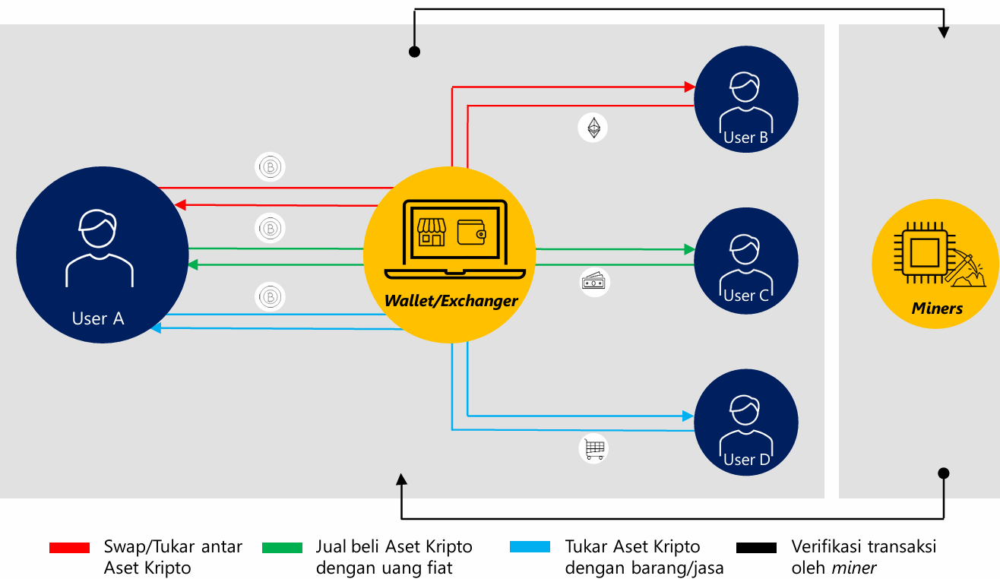 User B
User A
Wallet/Exchanger
User C
Miners
User D
Swap/Tukar antar
Aset Kripto
Jual beli Aset Kripto
dengan uang fiat
Tukar Aset Kripto
dengan barang/jasa
Verifikasi transaksi
oleh miner